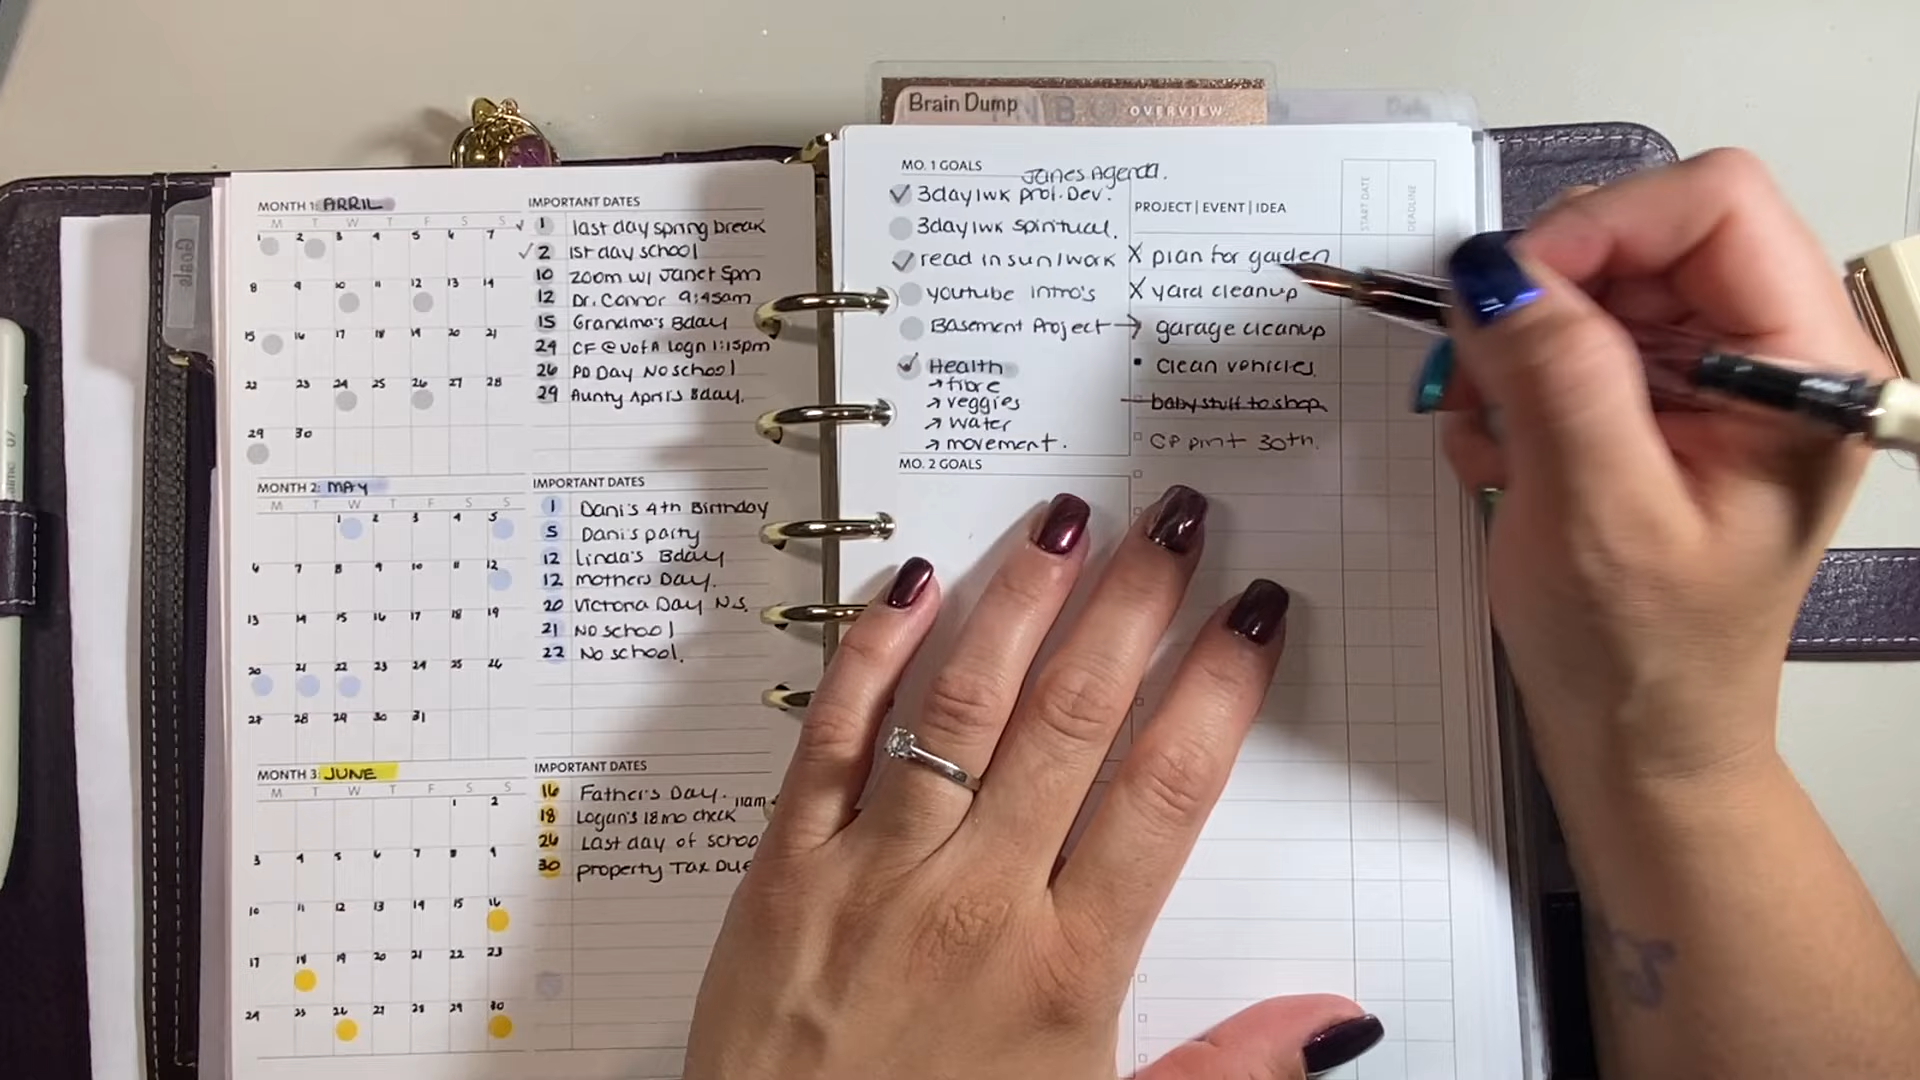 Brain Dump
OVERVIEW
MONTH 1: APRIL
M T W T F S S
1 2 3 4 5 6 7
8 9 10 11 12 13 14
15 16 17 18 19 20 21
22 23 24 25 26 27 28
29 30
IMPORTANT DATES
✓ 1 last day spring break
✓ 2 1st day school
10 zoom w/ Janet 5pm
12 Dr. Connor 9:45am
15 Grandma's Bday
24 CF @ UofA Logn 1:15pm
26 PD Day No school
29 Aunty April's Bday.
MONTH 2: MAY
M T W T F S S
1 2 3 4 5
6 7 8 9 10 11 12
13 14 15 16 17 18 19
20 21 22 23 24 25 26
27 28 29 30 31
IMPORTANT DATES
1 Dani's 4th Birthday
5 Dani's party
12 Linda's Bday
12 mothers Day.
20 Victoria Day N.S.
21 NO school
22 No school.
MONTH 3: JUNE
M T W T F S S
1 2
3 4 5 6 7 8 9
10 11 12 13 14 15 16
17 18 19 20 21 22 23
24 25 26 27 28 29 30
IMPORTANT DATES
16 Father's Day.
11am
18 Logan's 18 mo check
26 Last day of schoo
30 property Tax Due
MO. 1 GOALS
Janes Agenda.
✓ 3day/wk prof. Dev.
3day/wk spiritual.
✓ read in sun/work
youtube intro's
Basement Project →
✓ Health
→ fibre
→ veggies
→ water
→ movement.
MO. 2 GOALS
PROJECT | EVENT | IDEA
START DATE
DEADLINE
X plan for garden
X yard cleanup
garage cleanup
• clean vehicles.
baby stuff to shop
CP pmt 30th.
Goals